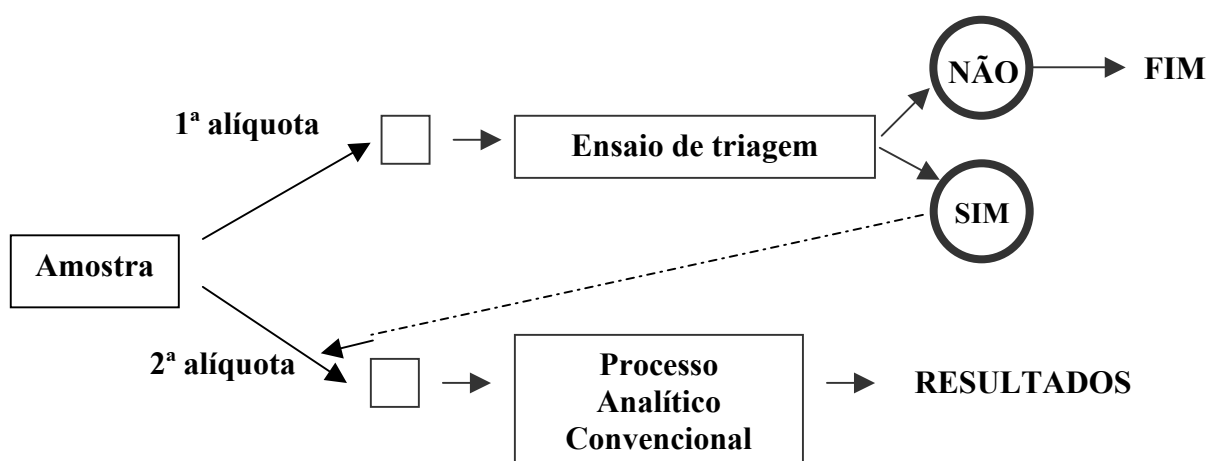 NÃO
FIM
1ª alíquota
Ensaio de triagem
SIM
Amostra
2ª alíquota
Processo
Analítico
Convencional
RESULTADOS